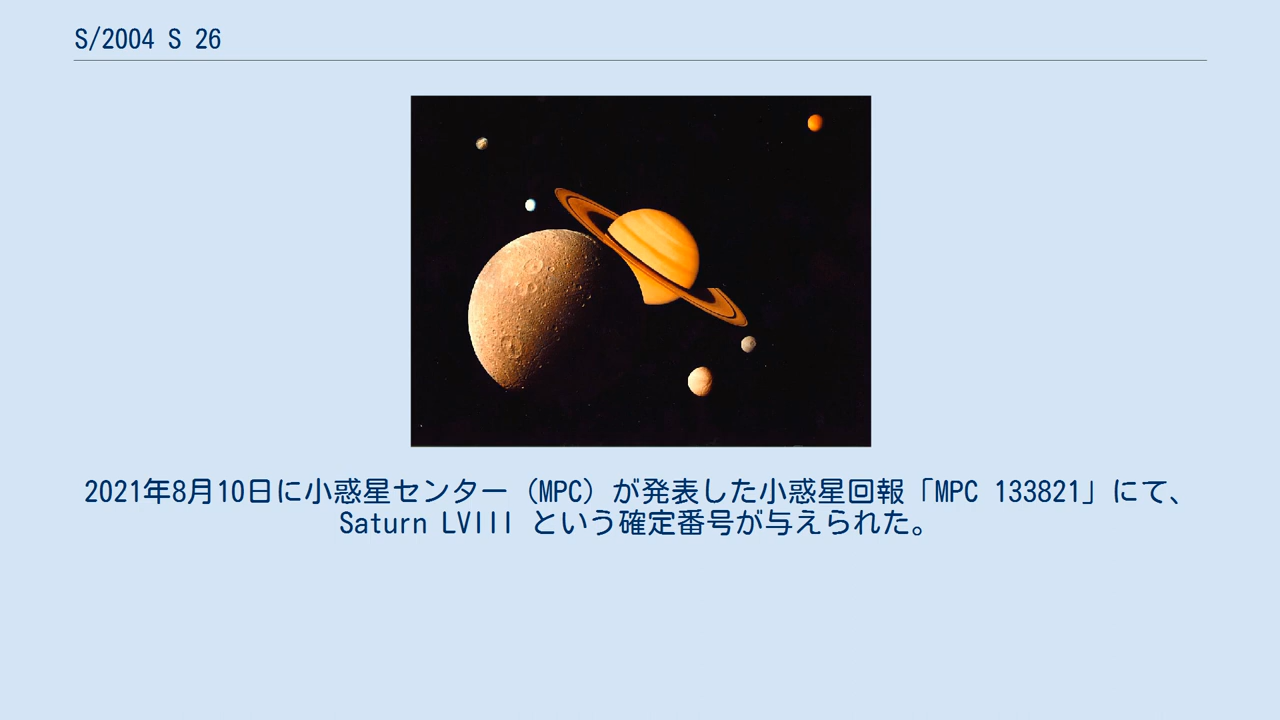 S/2004 S 26
2021年8月10日に小惑星センター（MPC）が発表した小惑星回報「MPC 133821」にて、
Saturn LVIII という確定番号が与えられた。